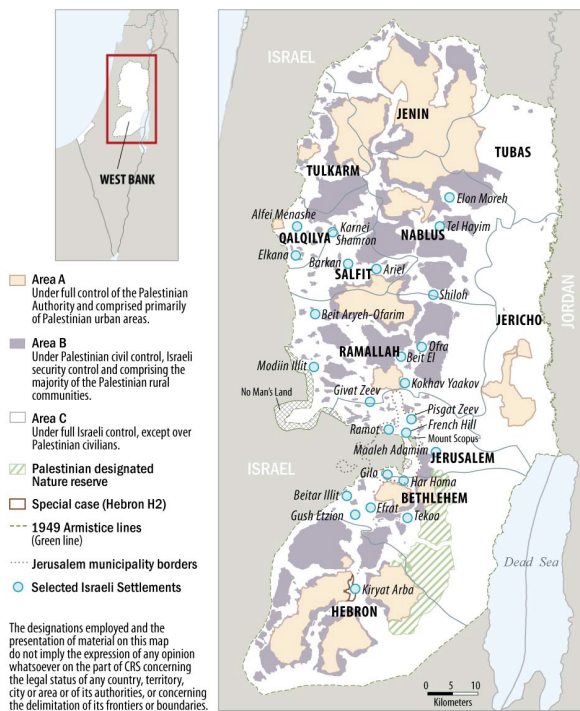 WEST BANK
Area A
Under full control of the Palestinian
Authority and comprised primarily
of Palestinian urban areas.
Area B
Under Palestinian civil control, Israeli
security control and comprising the
majority of the Palestinian rural
communities.
Area C
Under full Israeli control, except over
Palestinian civilians.
Palestinian designated
Nature reserve
Special case (Hebron H2)
1949 Armistice lines
(Green line)
Jerusalem municipality borders
Selected Israeli Settlements
The designations employed and the
presentation of material on this map
do not imply the expression of any opinion
whatsoever on the part of CRS concerning
the legal status of any country, territory,
city or area or of its authorities, or concerning
the delimitation of its frontiers or boundaries.
ISRAEL
JENIN
TUBAS
TULKARM
Elon Moreh
Alfei Menashe
Karnei
Shamron
QALQILYA
NABLUS
Tel Hayim
Elkana
Barkan
SALFIT
Ariel
Shiloh
Beit Aryeh-Ofarim
JERICHO
JORDAN
RAMALLAH
Ofra
Beit El
Modiin Illit
Kokhav Yaakov
No Man's Land
Givat Zeev
Pisgat Zeev
French Hill
Ramot
Mount Scopus
Maaleh Adamim
JERUSALEM
ISRAEL
Gilo
Har Homa
BETHLEHEM
Beitar Illit
Efrat
Gush Etzion
Tekoa
Dead Sea
Kiryat Arba
HEBRON
0 5 10
Kilometers